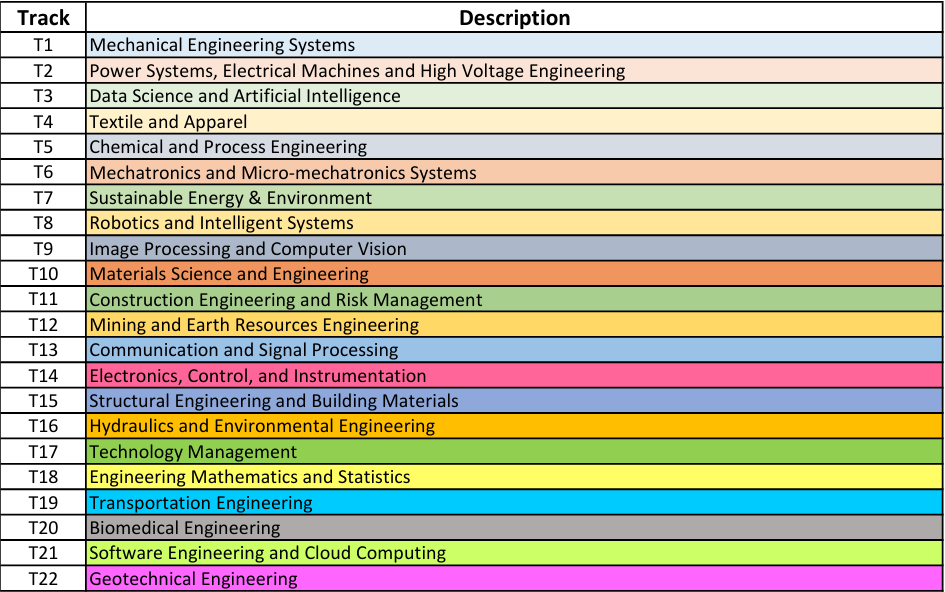 Track Description
T1 Mechanical Engineering Systems
T2 Power Systems, Electrical Machines and High Voltage Engineering
T3 Data Science and Artificial Intelligence
T4 Textile and Apparel
T5 Chemical and Process Engineering
T6 Mechatronics and Micro-mechatronics Systems
T7 Sustainable Energy & Environment
T8 Robotics and Intelligent Systems
T9 Image Processing and Computer Vision
T10 Materials Science and Engineering
T11 Construction Engineering and Risk Management
T12 Mining and Earth Resources Engineering
T13 Communication and Signal Processing
T14 Electronics, Control, and Instrumentation
T15 Structural Engineering and Building Materials
T16 Hydraulics and Environmental Engineering
T17 Technology Management
T18 Engineering Mathematics and Statistics
T19 Transportation Engineering
T20 Biomedical Engineering
T21 Software Engineering and Cloud Computing
T22 Geotechnical Engineering